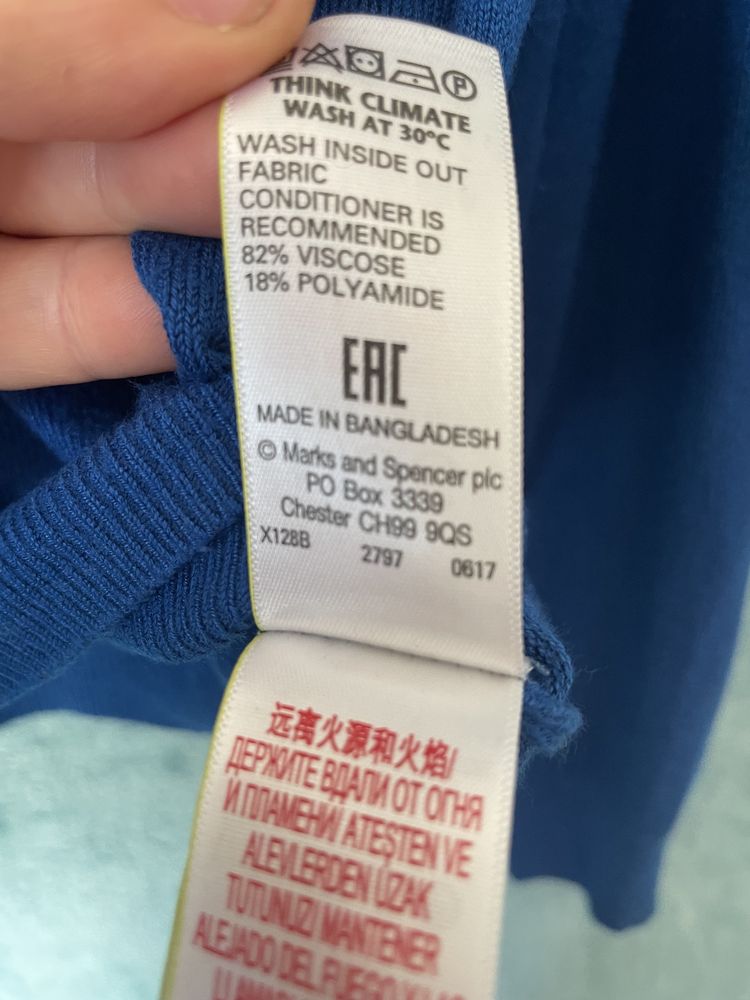 P
THINK CLIMATE
WASH AT 30°C
WASH INSIDE OUT
FABRIC
CONDITIONER IS
RECOMMENDED
82% VISCOSE
18% POLYAMIDE
EAC
MADE IN BANGLADESH
© Marks and Spencer plc
PO Box 3339
Chester CH99 9QS
X128B 2797 0617
远离火源和火焰/
ДЕРЖИТЕ ВДАЛИ ОТ ОГНЯ
И ПЛАМЕНИ/ ATEŞTEN VE
ALEVLERDEN UZAK
TUTUNUZ/ MANTENER
ALEJADO DEL FUEGO Y LAS